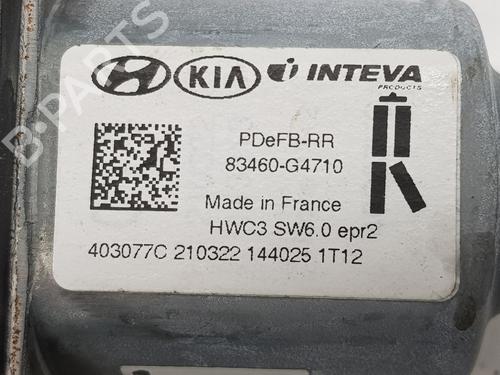 KIA INTEVA
PRODUCTS
PDeFB-RR
83460-G4710
Made in France
HWC3 SW6.0 epr2
403077C 210322 144025 1T12
B-PARTS